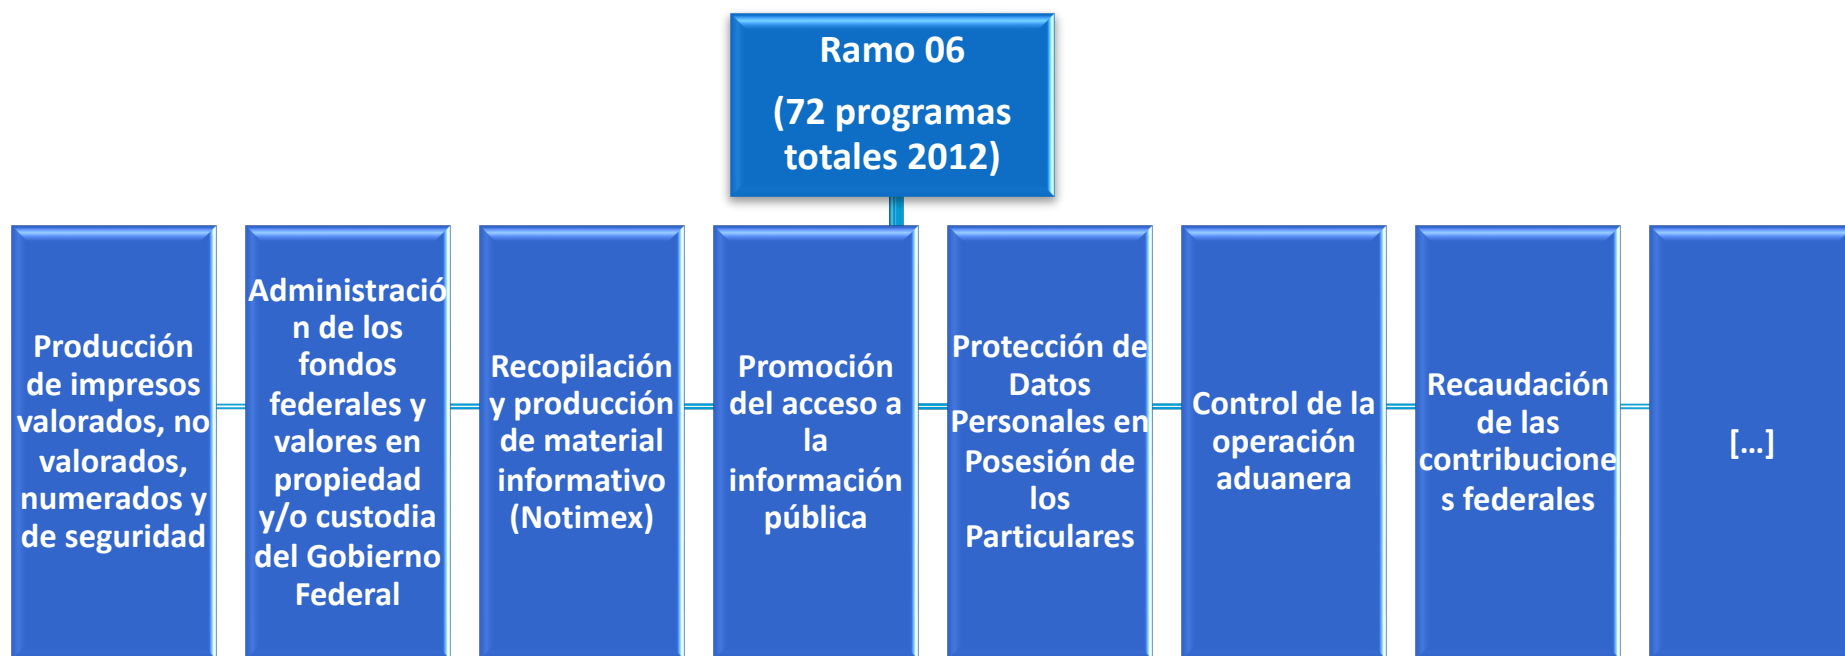 Ramo 06
(72 programas
totales 2012)
Producción
de impresos
valorados, no
valorados,
numerados y
de seguridad
Administració
n de los
fondos
federales y
valores en
propiedad
y/o custodia
del Gobierno
Federal
Recopilación
y producción
de material
informativo
(Notimex)
Promoción
del acceso a
la
información
pública
Protección de
Datos
Personales en
Posesión de
los
Particulares
Control de la
operación
aduanera
Recaudación
de las
contribucione
s federales
[...]